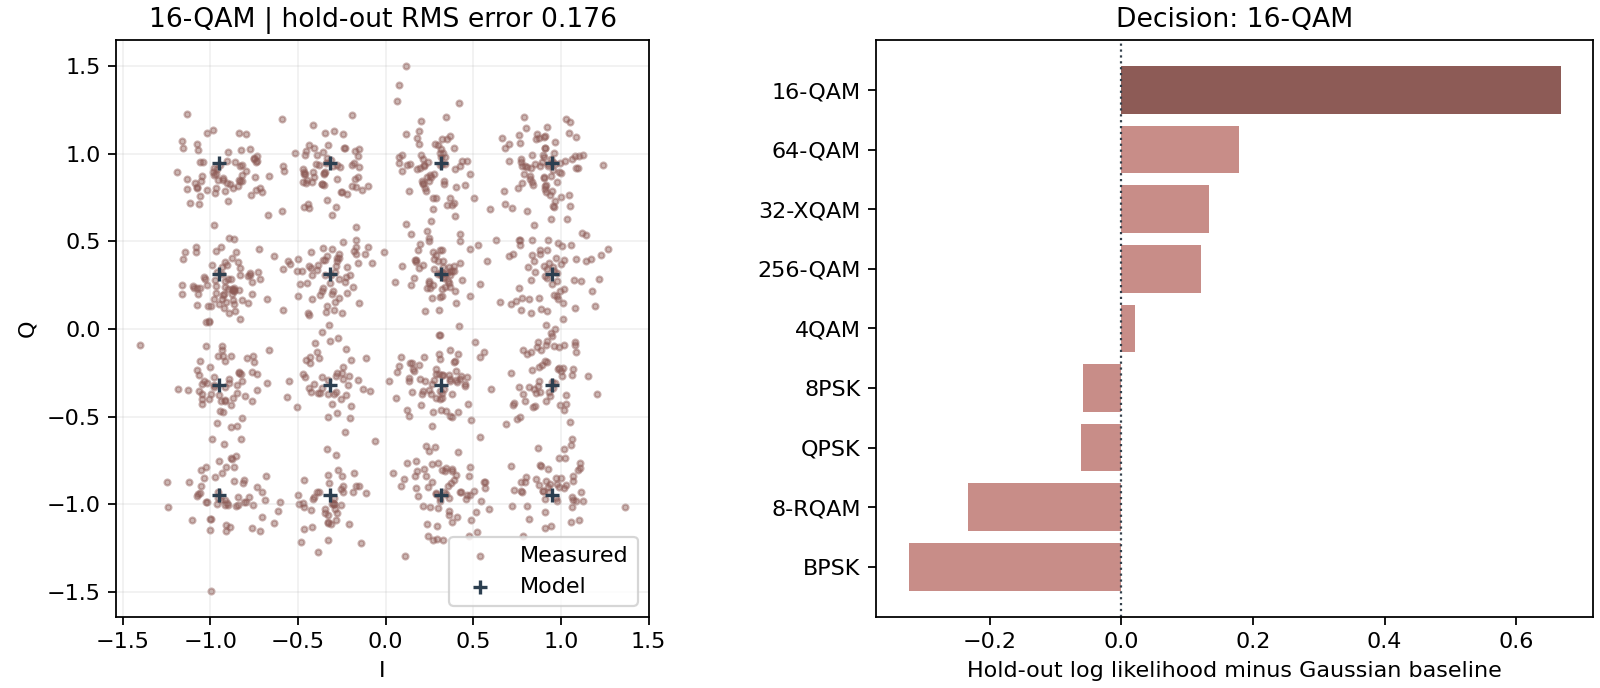 16-QAM | hold-out RMS error 0.176
1.5
1.0
0.5
0.0
−0.5
−1.0
−1.5
Q
−1.5
−1.0
−0.5
0.0
0.5
1.0
1.5
I
Measured
Model
Decision: 16-QAM
16-QAM
64-QAM
32-XQAM
256-QAM
4QAM
8PSK
QPSK
8-RQAM
BPSK
−0.2
0.0
0.2
0.4
0.6
Hold-out log likelihood minus Gaussian baseline